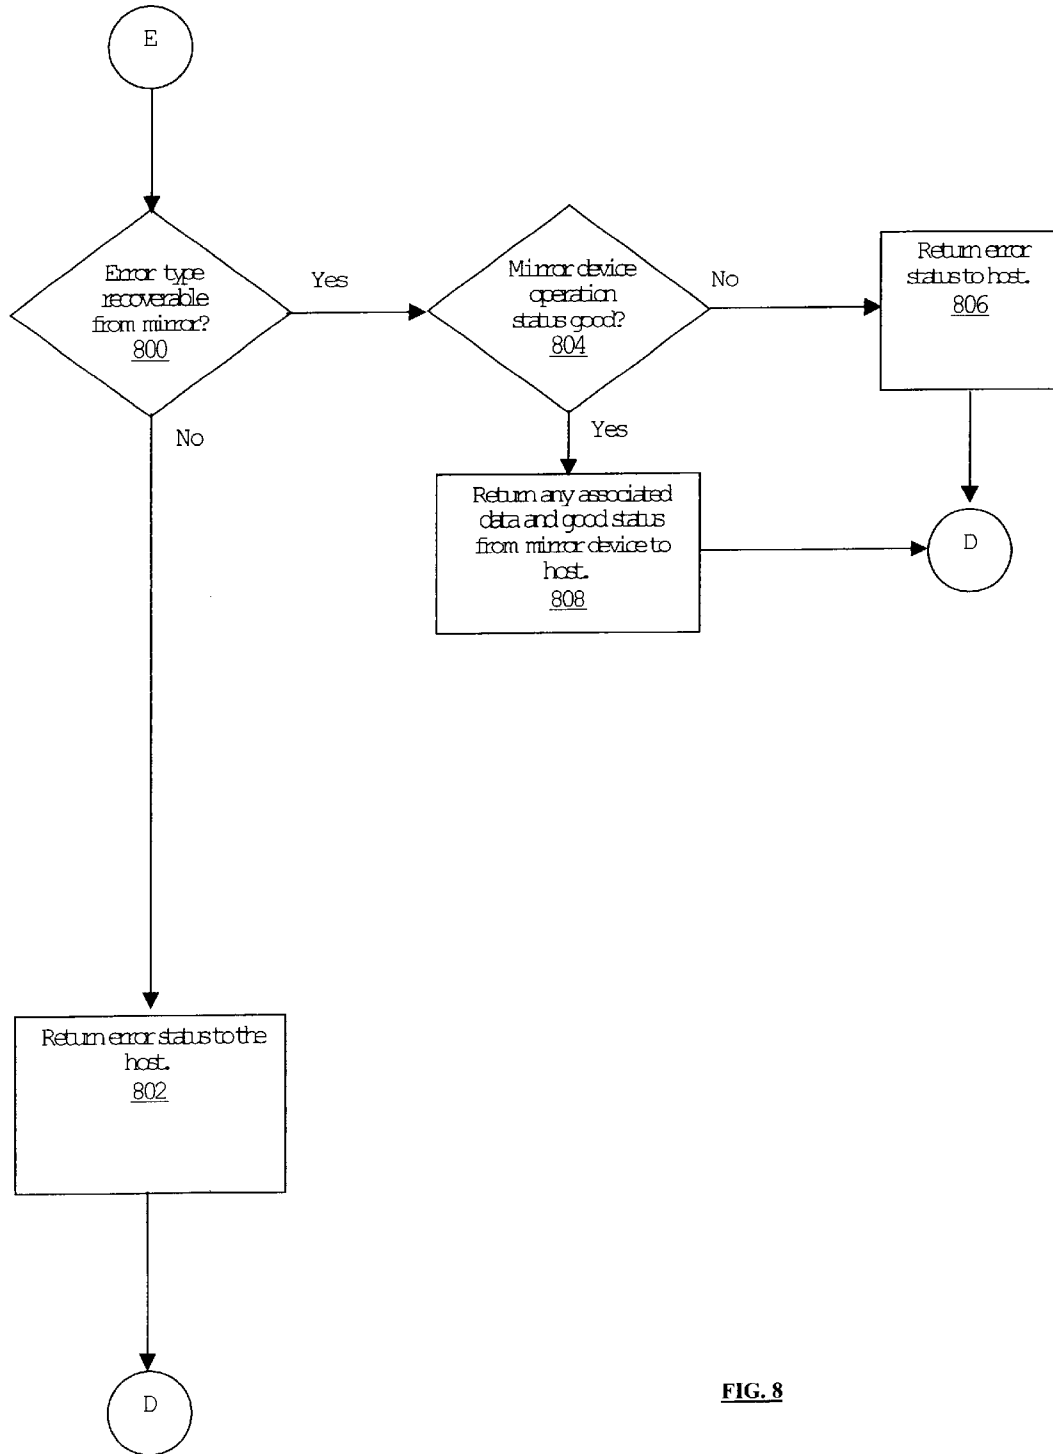 E
Error type
recoverable
from mirror?
800
Yes
No
Mirror device
operation
status good?
804
No
Yes
Return error
status to host.
806
Return any associated
data and good status
from mirror device to
host.
808
D
Return error status to the
host.
802
D
FIG. 8